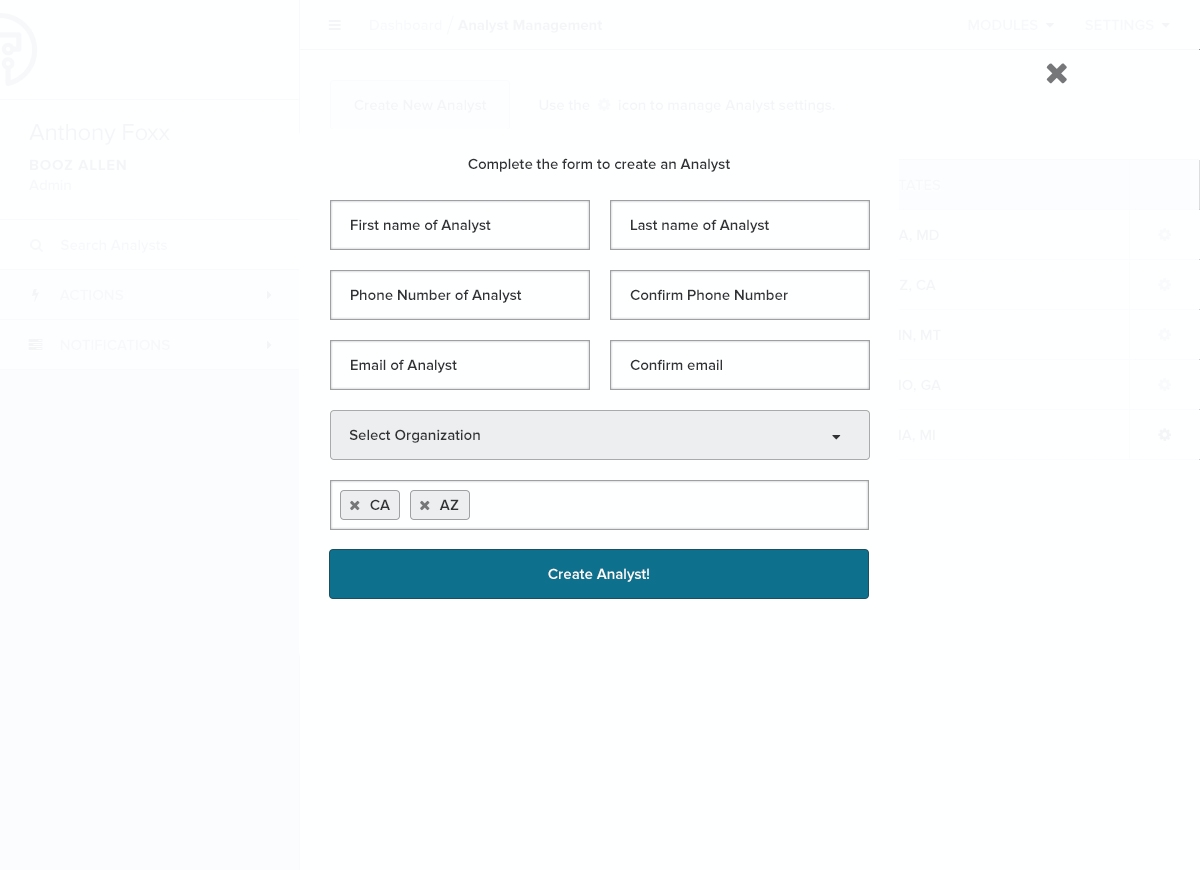 Dashboard / Analyst Management
MODULES
SETTINGS
Create New Analyst
Use the icon to manage Analyst settings.
Anthony Foxx
BOOZ ALLEN
Admin
Search Analysts
ACTIONS
NOTIFICATIONS
Complete the form to create an Analyst
First name of Analyst
Last name of Analyst
Phone Number of Analyst
Confirm Phone Number
Email of Analyst
Confirm email
Select Organization
CA
AZ
Create Analyst!
TATES
A, MD
Z, CA
IN, MT
IO, GA
IA, MI